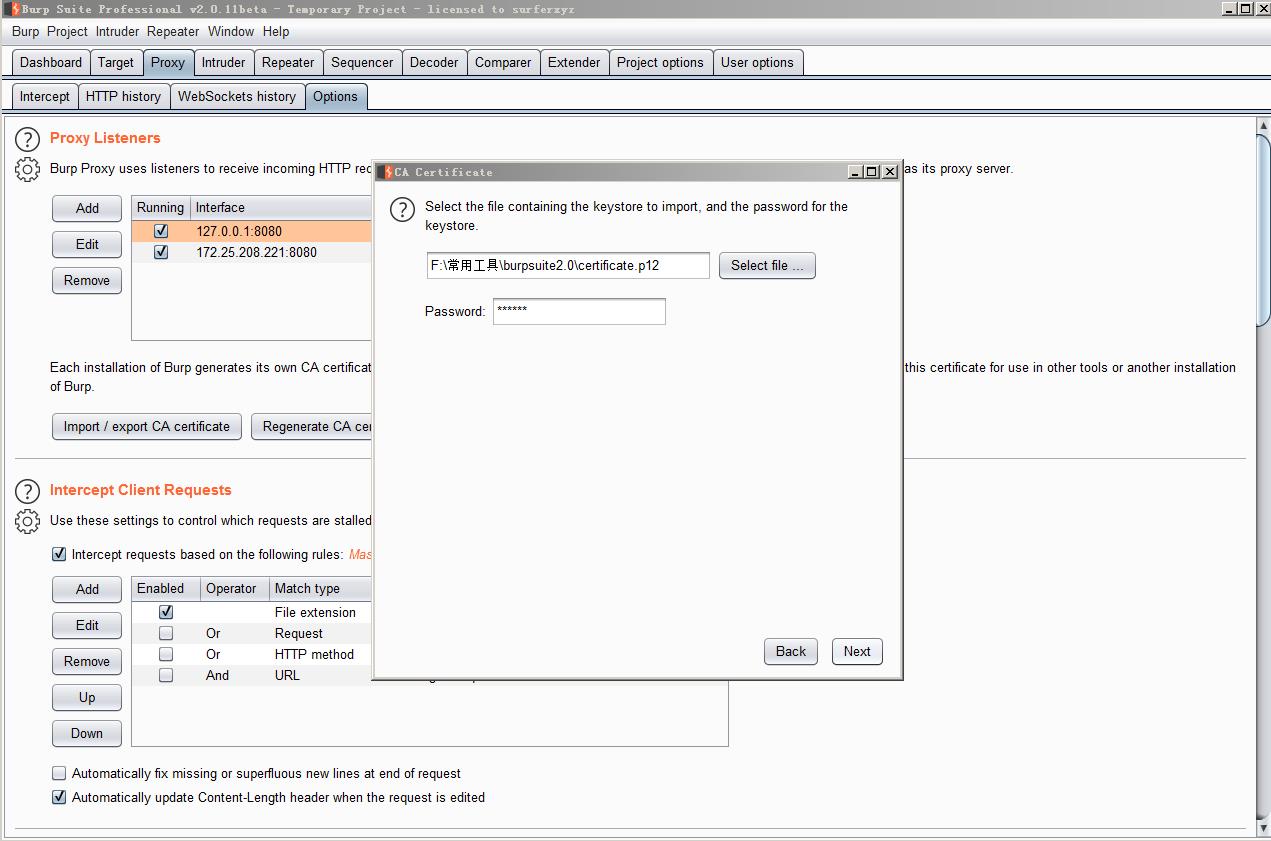 Burp Suite Professional v2.0.11beta - Temporary Project - licensed to surferxyz
Burp Project Intruder Repeater Window Help
Dashboard Target Proxy Intruder Repeater Sequencer Decoder Comparer Extender Project options User options
Intercept HTTP history WebSockets history Options
Proxy Listeners
Burp Proxy uses listeners to receive incoming HTTP as its proxy server.
Add
Edit
Remove
Running Interface
127.0.0.1:8080
172.25.208.221:8080
Each installation of Burp generates its own CA this certificate for use in other tools or another installation
of Burp.
Import / export CA certificate Regenerate CA
CA Certificate
Select the file containing the keystore to import, and the password for the
keystore.
F:\常用工具\burpsuite2.0\certificate.p12 Select file ...
Password: ******
Back Next
Intercept Client Requests
Use these settings to control which requests are stalled
Intercept requests based on the following rules:
Add
Edit
Remove
Up
Down
Enabled Operator Match type
File extension
Or Request
Or HTTP method
And URL
Automatically fix missing or superfluous new lines at end of request
Automatically update Content-Length header when the request is edited